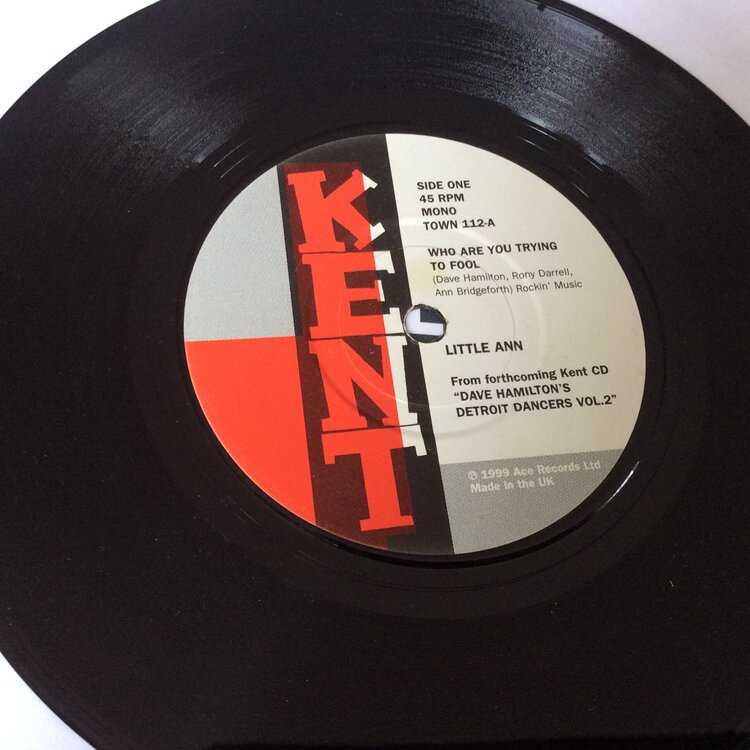 KENT
SIDE ONE
45 RPM
MONO
TOWN 112-A
WHO ARE YOU TRYING
TO FOOL
(Dave Hamilton, Rony Darrell,
Ann Bridgeforth) Rockin' Music
LITTLE ANN
From forthcoming Kent CD
"DAVE HAMILTON'S
DETROIT DANCERS VOL.2"
℗ 1999 Ace Records Ltd
Made in the UK